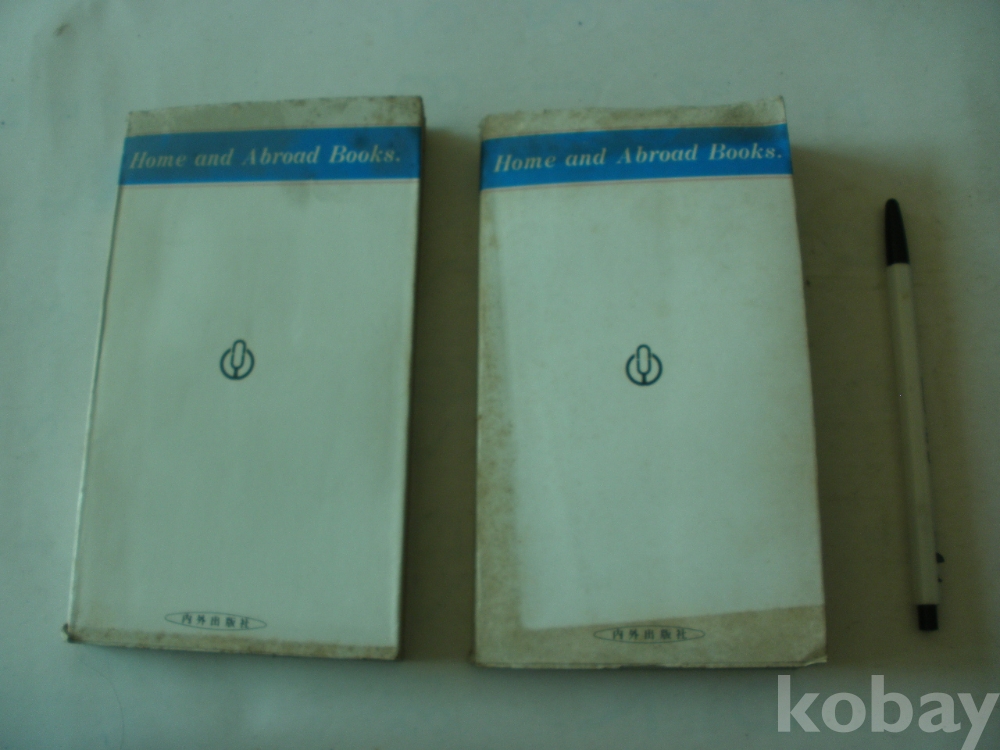 Home and Abroad Books.
内外出版社
Home and Abroad Books.
内外出版社
kobay